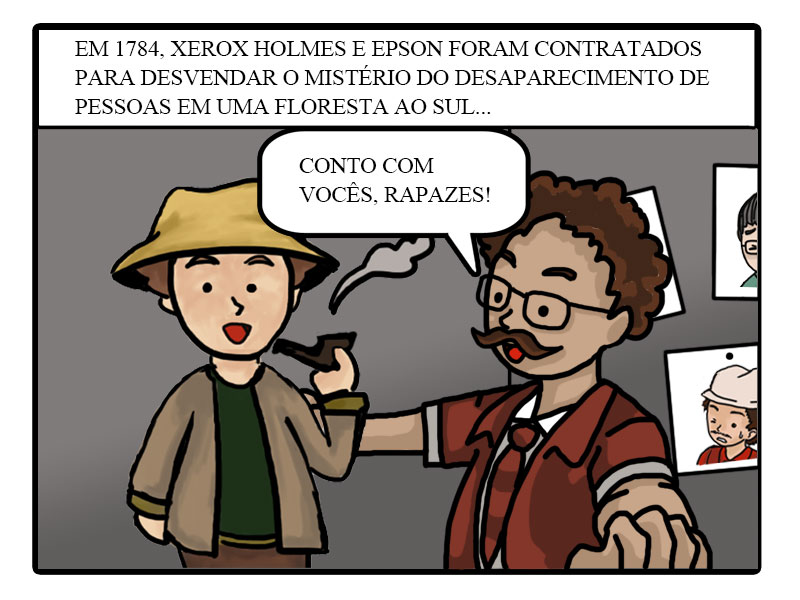 EM 1784, XEROX HOLMES E EPSON FORAM CONTRATADOS
PARA DESVENDAR O MISTÉRIO DO DESAPARECIMENTO DE
PESSOAS EM UMA FLORESTA AO SUL...
CONTO COM
VOCÊS, RAPAZES!